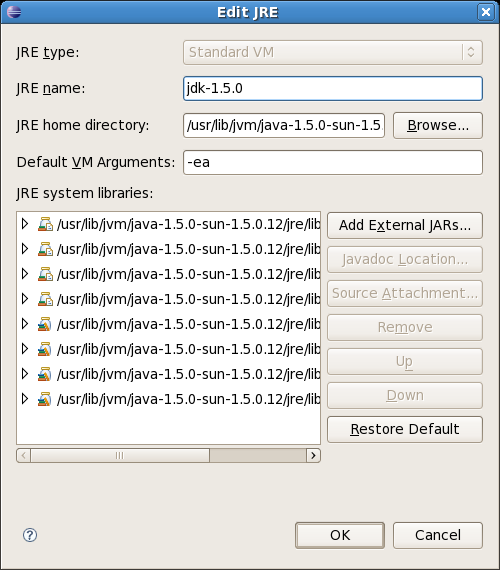 Edit JRE
JRE type: Standard VM
JRE name: jdk-1.5.0
JRE home directory: /usr/lib/jvm/java-1.5.0-sun-1.5 Browse...
Default VM Arguments: -ea
JRE system libraries:
/usr/lib/jvm/java-1.5.0-sun-1.5.0.12/jre/lib
/usr/lib/jvm/java-1.5.0-sun-1.5.0.12/jre/lib
/usr/lib/jvm/java-1.5.0-sun-1.5.0.12/jre/lib
/usr/lib/jvm/java-1.5.0-sun-1.5.0.12/jre/lib
/usr/lib/jvm/java-1.5.0-sun-1.5.0.12/jre/lib
/usr/lib/jvm/java-1.5.0-sun-1.5.0.12/jre/lib
/usr/lib/jvm/java-1.5.0-sun-1.5.0.12/jre/lib
/usr/lib/jvm/java-1.5.0-sun-1.5.0.12/jre/lib
Add External JARs...
Javadoc Location...
Source Attachment...
Remove
Up
Down
Restore Default
? OK Cancel